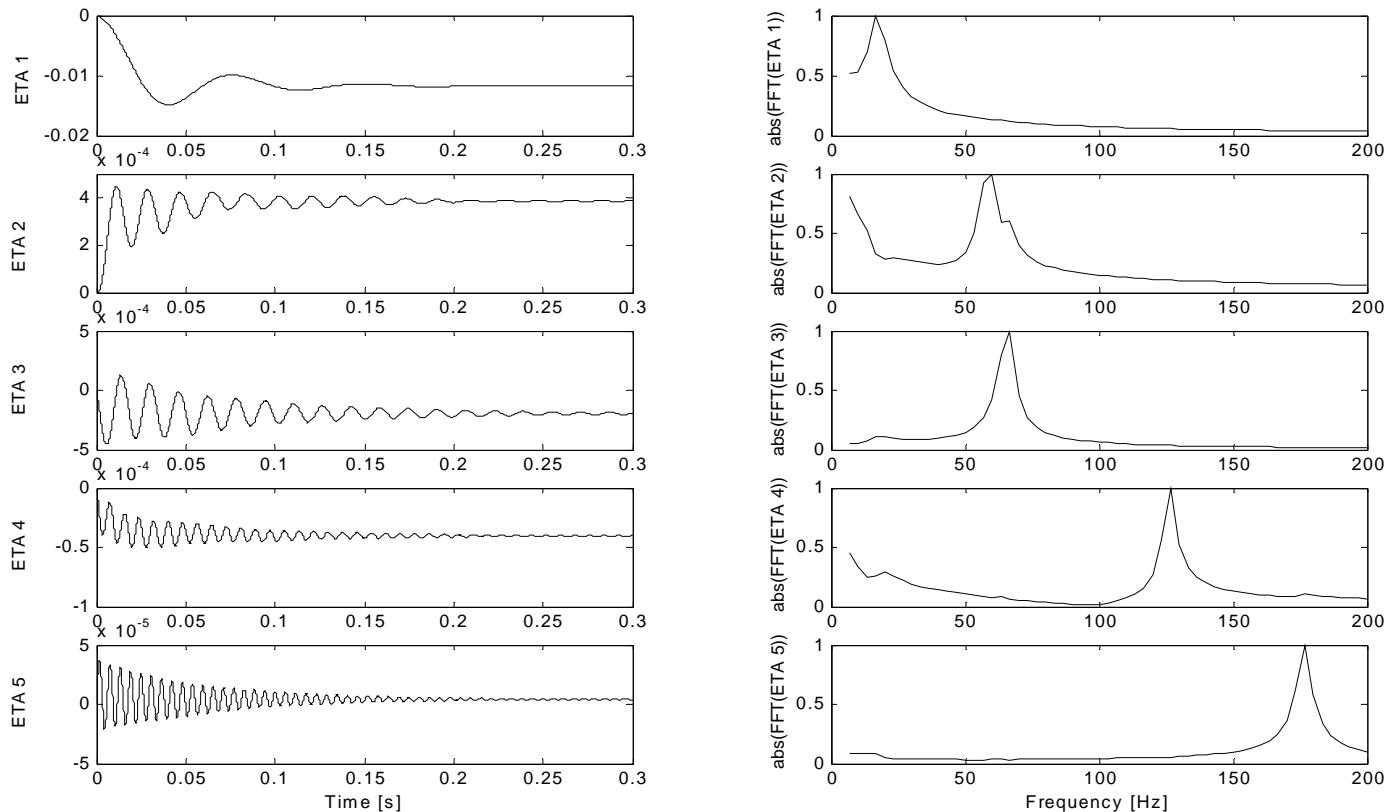 0
-0.01
-0.02
ETA 1
0 0.05 0.1 0.15 0.2 0.25 0.3
x 10^-4
4
2
0
ETA 2
0 0.05 0.1 0.15 0.2 0.25 0.3
x 10^-4
5
0
-5
ETA 3
0 0.05 0.1 0.15 0.2 0.25 0.3
x 10^-4
0
-0.5
-1
ETA 4
0 0.05 0.1 0.15 0.2 0.25 0.3
x 10^-5
5
0
-5
ETA 5
0 0.05 0.1 0.15 0.2 0.25 0.3
Time [s]
1
0.5
0
abs(FFT(ETA 1))
0 50 100 150 200
1
0.5
0
abs(FFT(ETA 2))
0 50 100 150 200
1
0.5
0
abs(FFT(ETA 3))
0 50 100 150 200
1
0.5
0
abs(FFT(ETA 4))
0 50 100 150 200
1
0.5
0
abs(FFT(ETA 5))
0 50 100 150 200
Frequency [Hz]